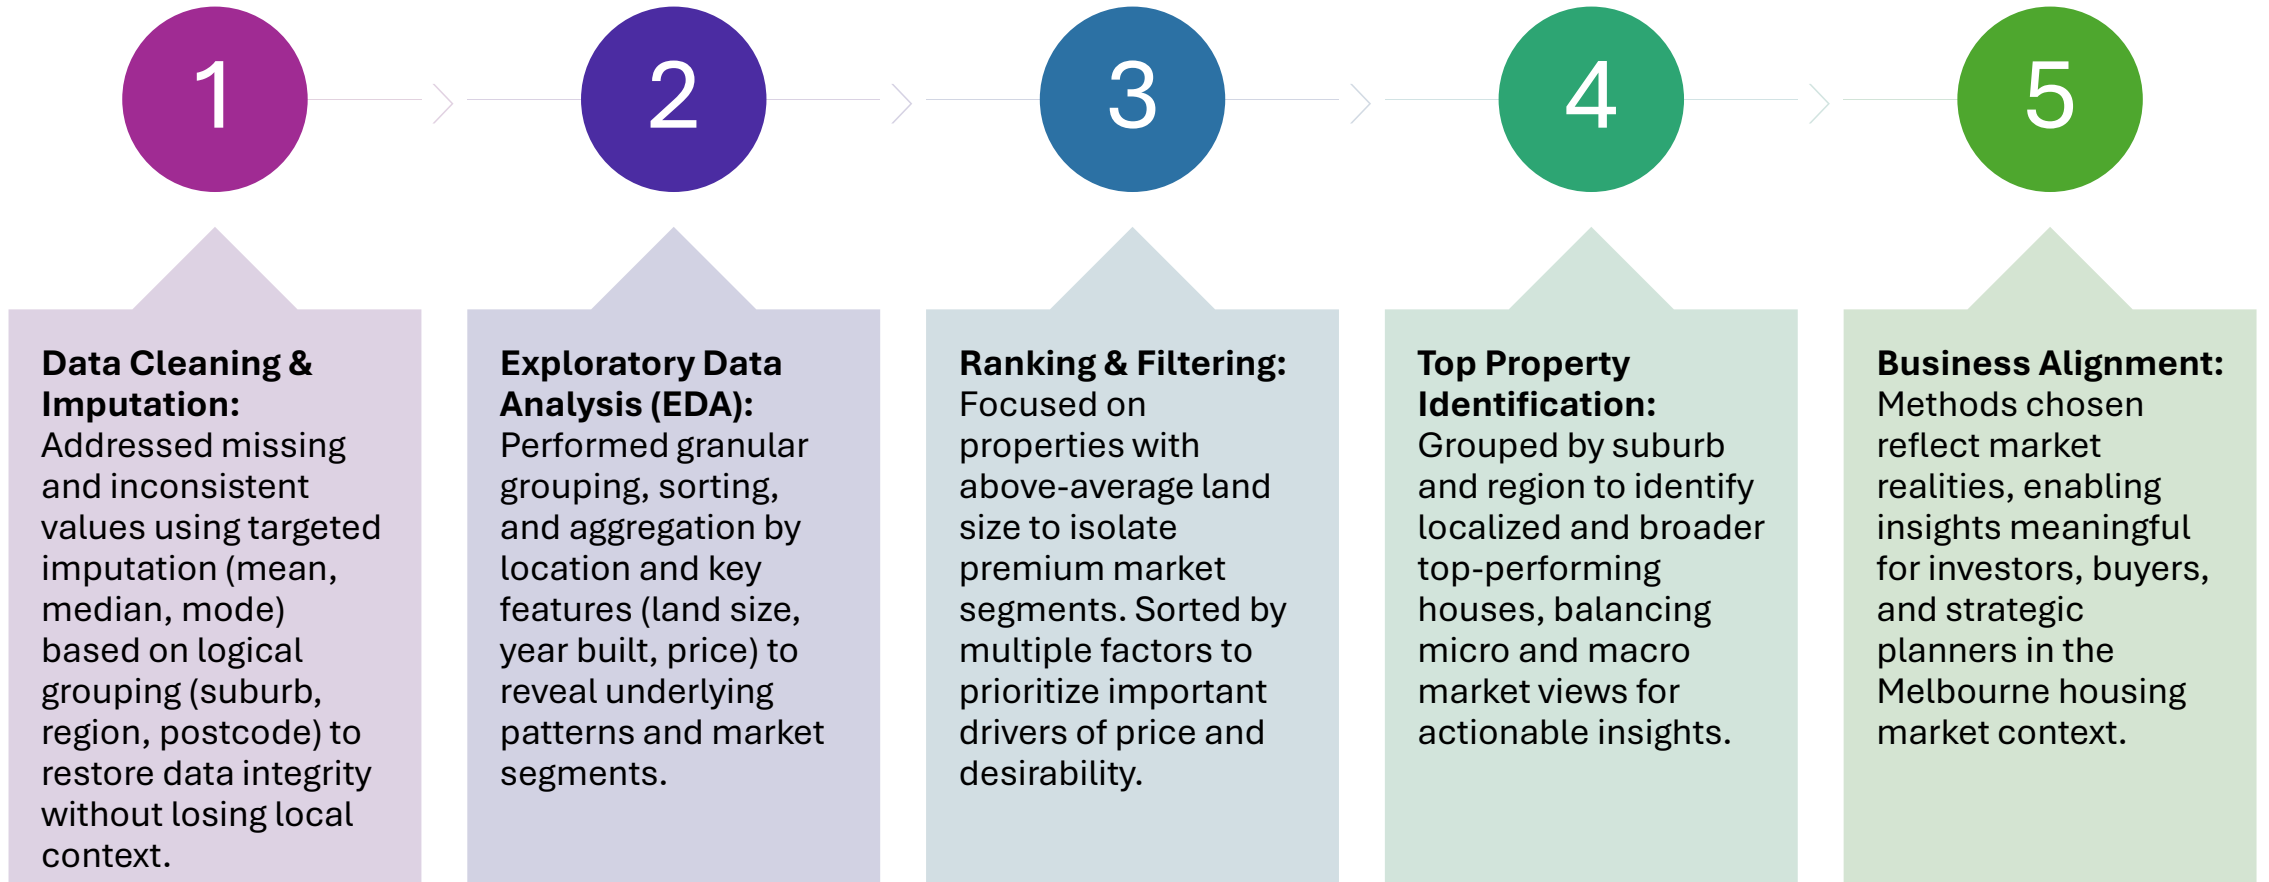 1
2
3
4
5
Data Cleaning &
Imputation:
Addressed missing
and inconsistent
values using targeted
imputation (mean,
median, mode)
based on logical
grouping (suburb,
region, postcode) to
restore data integrity
without losing local
context.
Exploratory Data
Analysis (EDA):
Performed granular
grouping, sorting,
and aggregation by
location and key
features (land size,
year built, price) to
reveal underlying
patterns and market
segments.
Ranking & Filtering:
Focused on
properties with
above-average land
size to isolate
premium market
segments. Sorted by
multiple factors to
prioritize important
drivers of price and
desirability.
Top Property
Identification:
Grouped by suburb
and region to identify
localized and broader
top-performing
houses, balancing
micro and macro
market views for
actionable insights.
Business Alignment:
Methods chosen
reflect market
realities, enabling
insights meaningful
for investors, buyers,
and strategic
planners in the
Melbourne housing
market context.